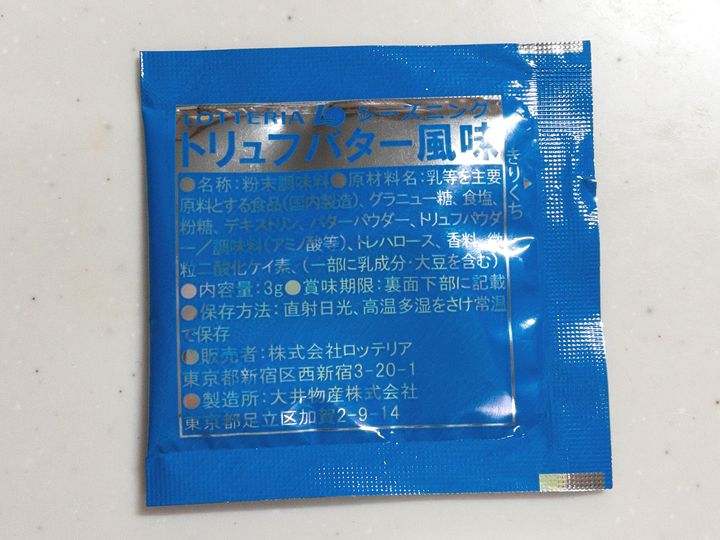 LOTTERIA シーズニング
トリュフバター風味
●名称:粉末調味料●原材料名:乳等を主要
原料とする食品(国内製造)、グラニュー糖、食塩、
粉糖、デキストリン、バターパウダー、トリュフパウダ
ー/調味料(アミノ酸等)、トレハロース、香料、微
粒二酸化ケイ素、(一部に乳成分・大豆を含む)
●内容量:3g●賞味期限:裏面下部に記載
●保存方法:直射日光、高温多湿をさけ常温
で保存
●販売者:株式会社ロッテリア
東京都新宿区西新宿3-20-1
●製造所:大井物産株式会社
東京都足立区加賀2-9-14
きりくち